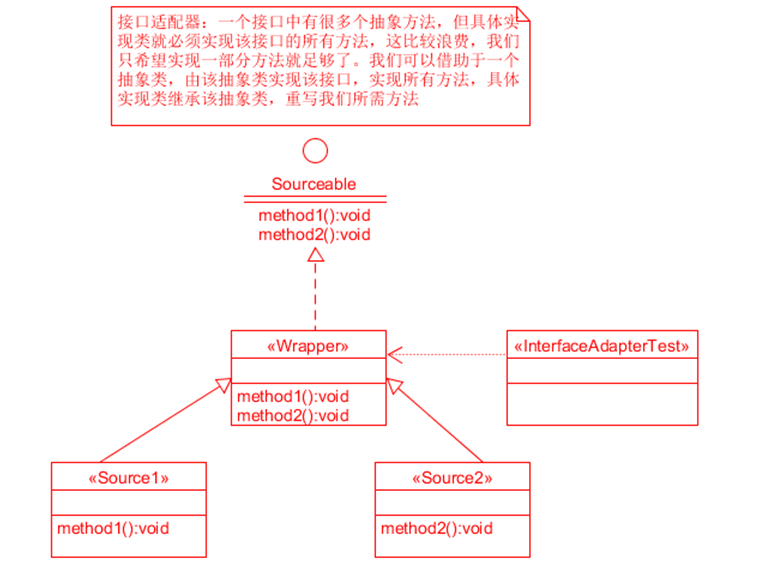 接口适配器：一个接口中有很多个抽象方法，但具体实
现类就必须实现该接口的所有方法，这比较浪费，我们
只希望实现一部分方法就足够了。我们可以借助于一个
抽象类，由该抽象类实现该接口，实现所有方法，具体
实现类继承该抽象类，重写我们所需方法
Sourceable
method1():void
method2():void
«Wrapper»
method1():void
method2():void
«InterfaceAdapterTest»
«Source1»
method1():void
«Source2»
method2():void